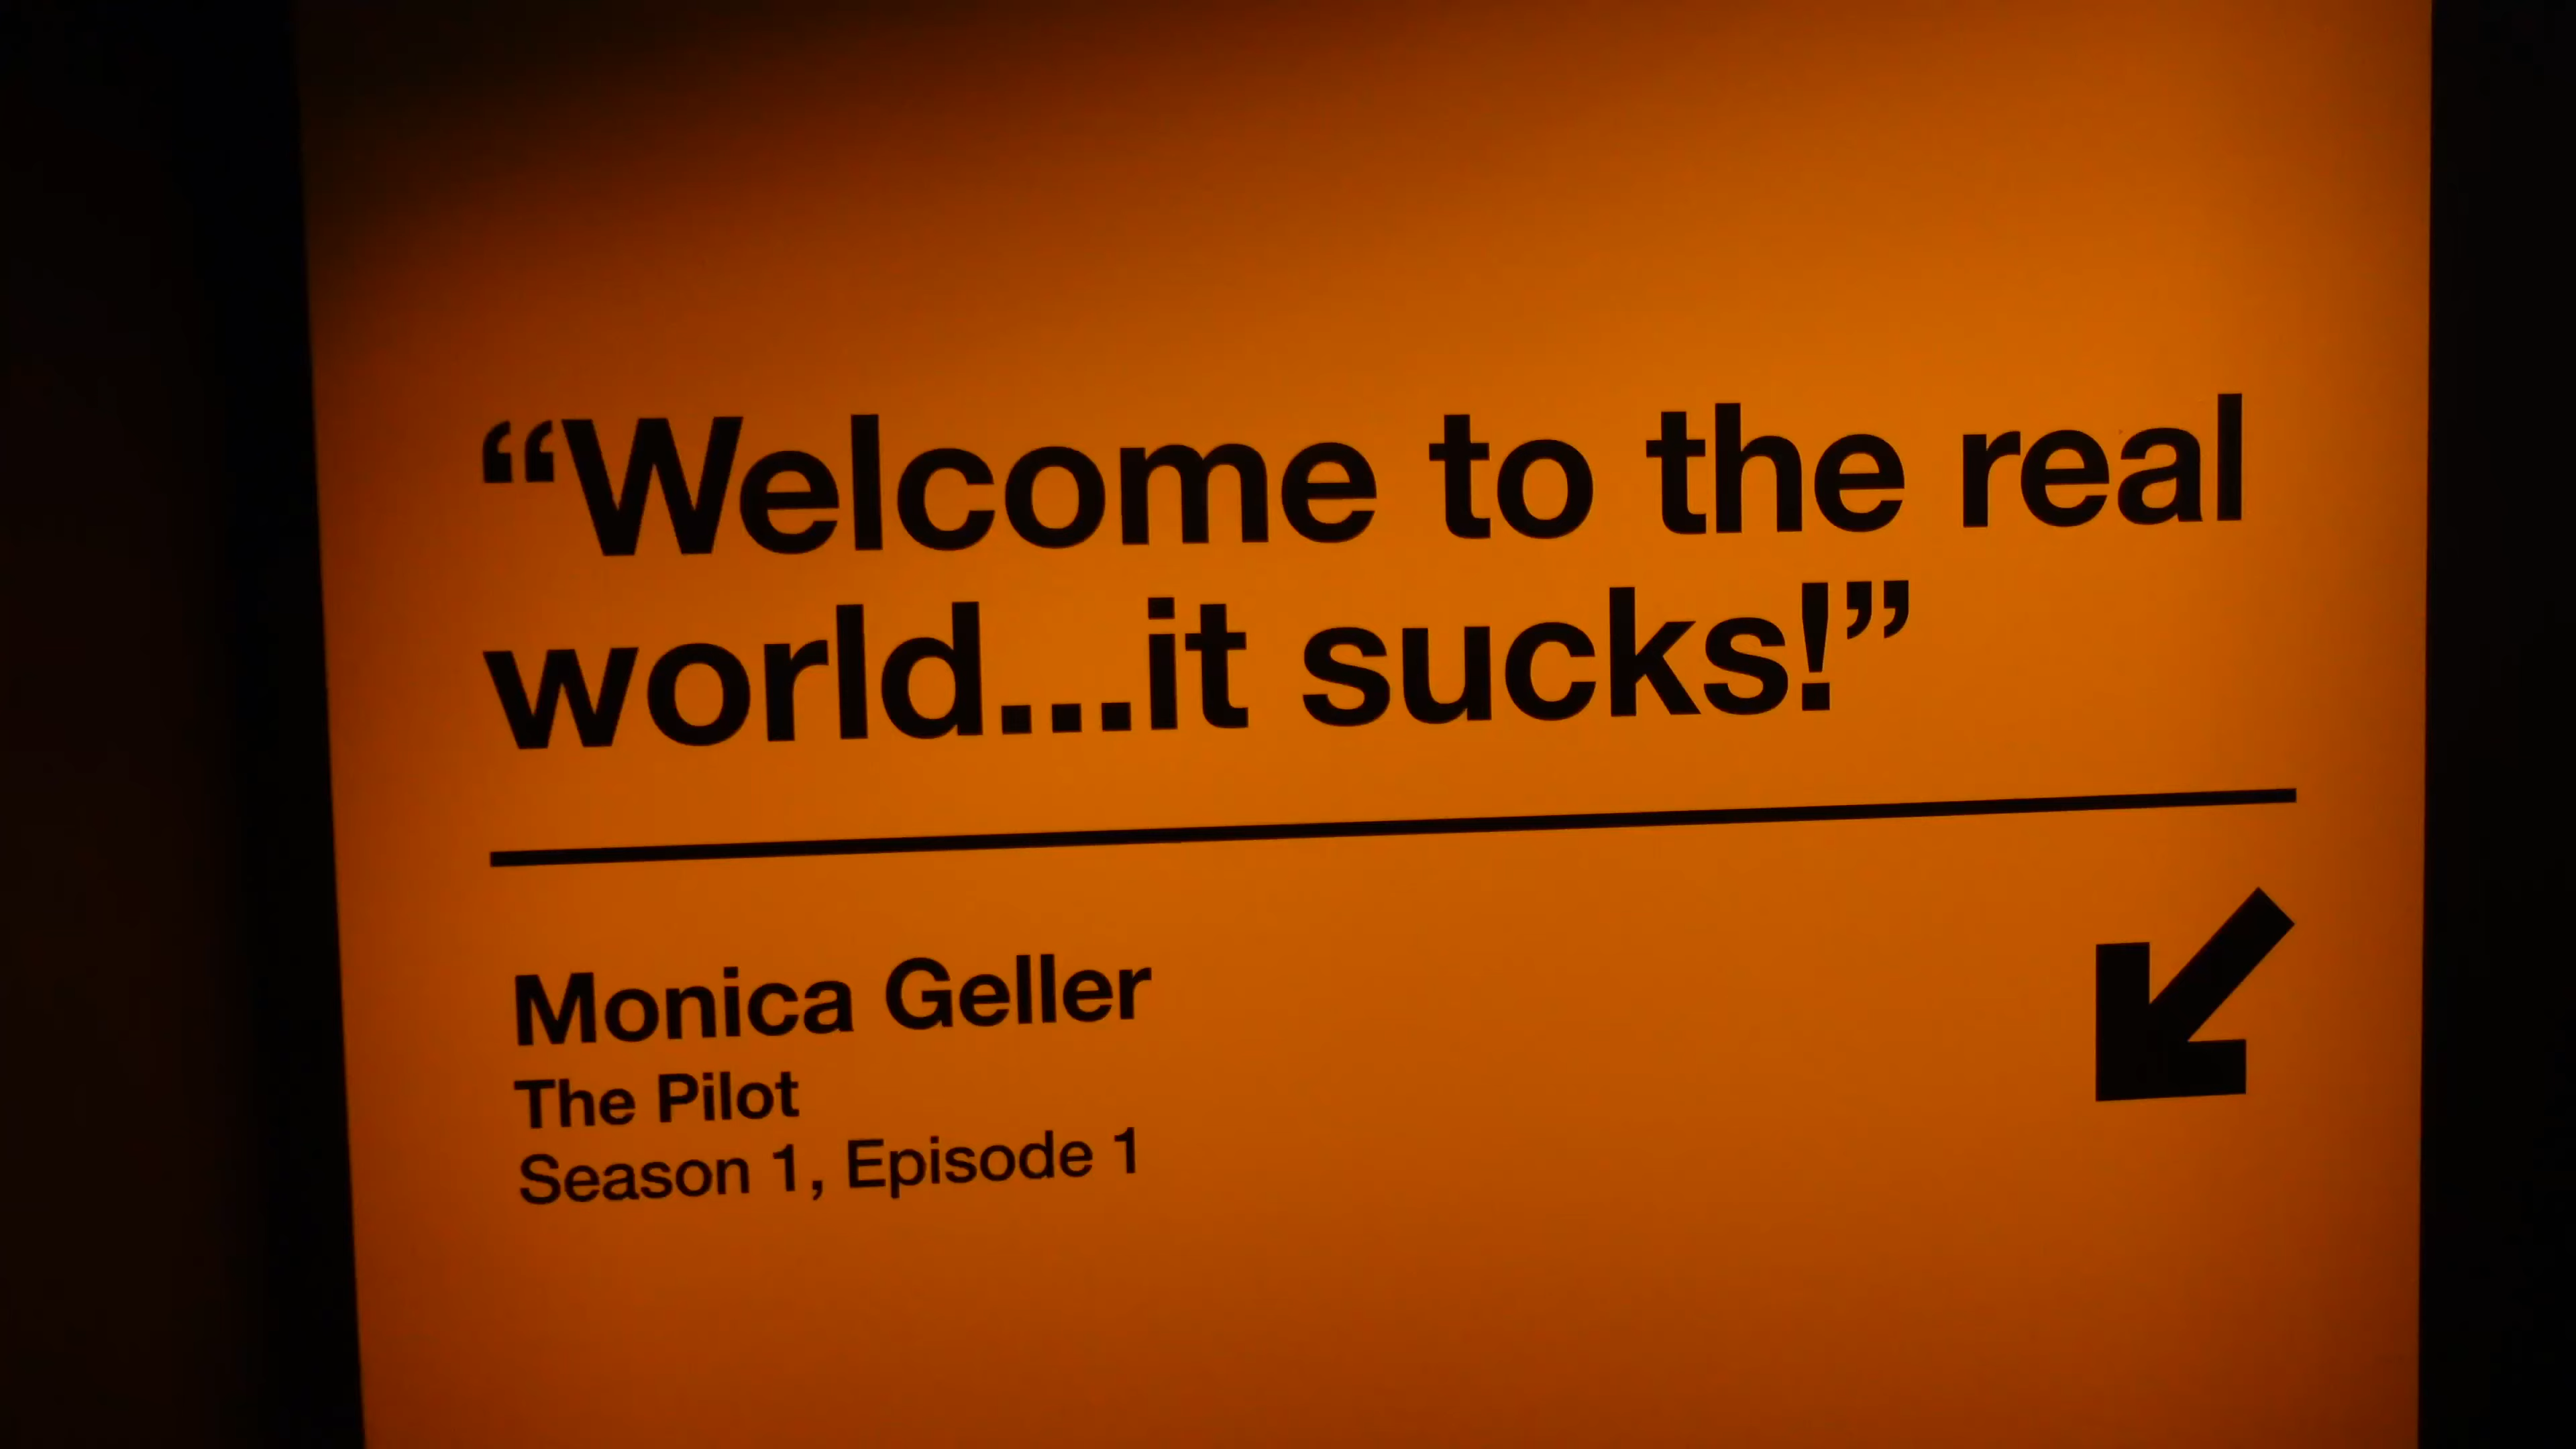 “Welcome to the real
world...it sucks!”
Monica Geller
The Pilot
Season 1, Episode 1